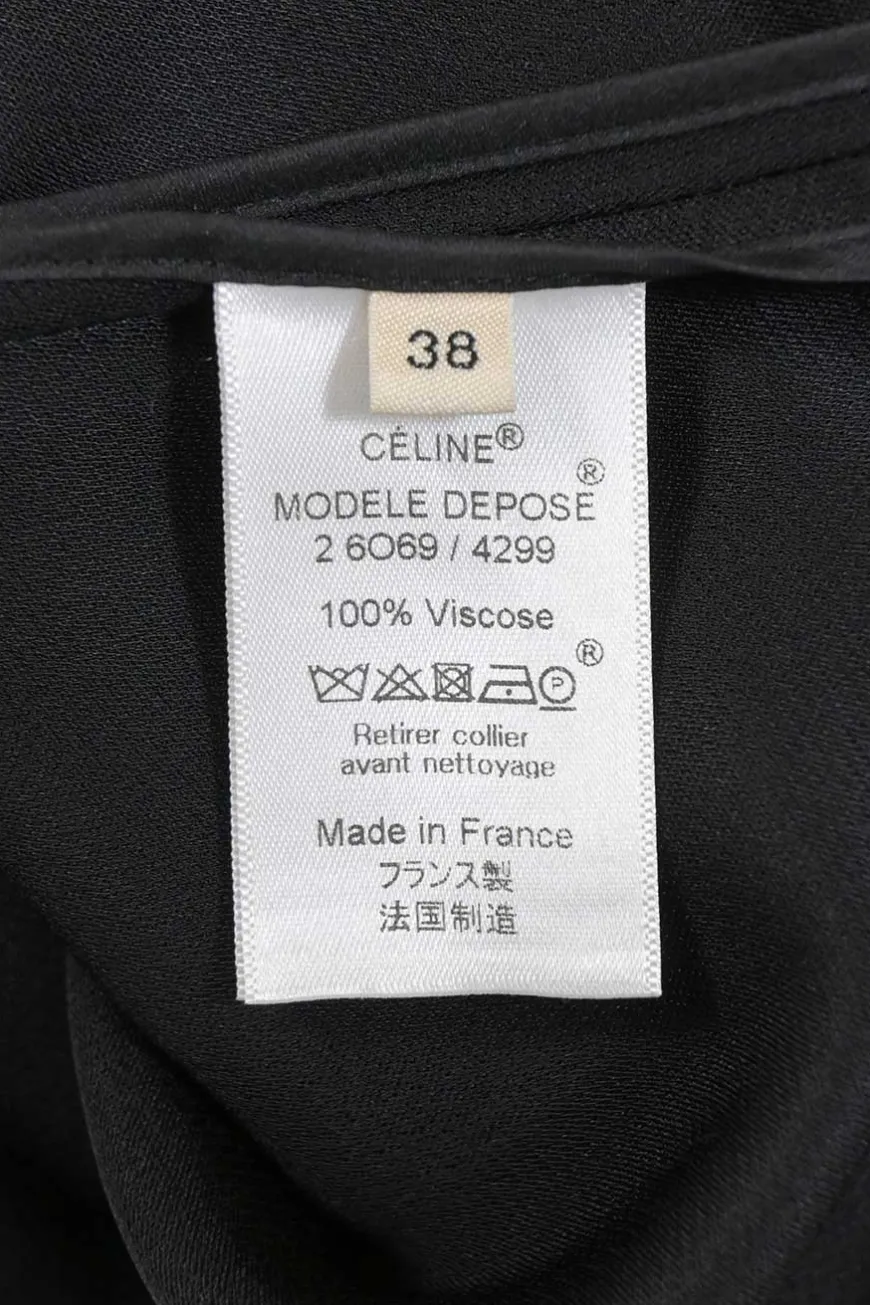 38
CÉLINE®
MODELE DEPOSE®
2 6O69 / 4299
100% Viscose
P ®
Retirer collier
avant nettoyage
Made in France
フランス製
法国制造